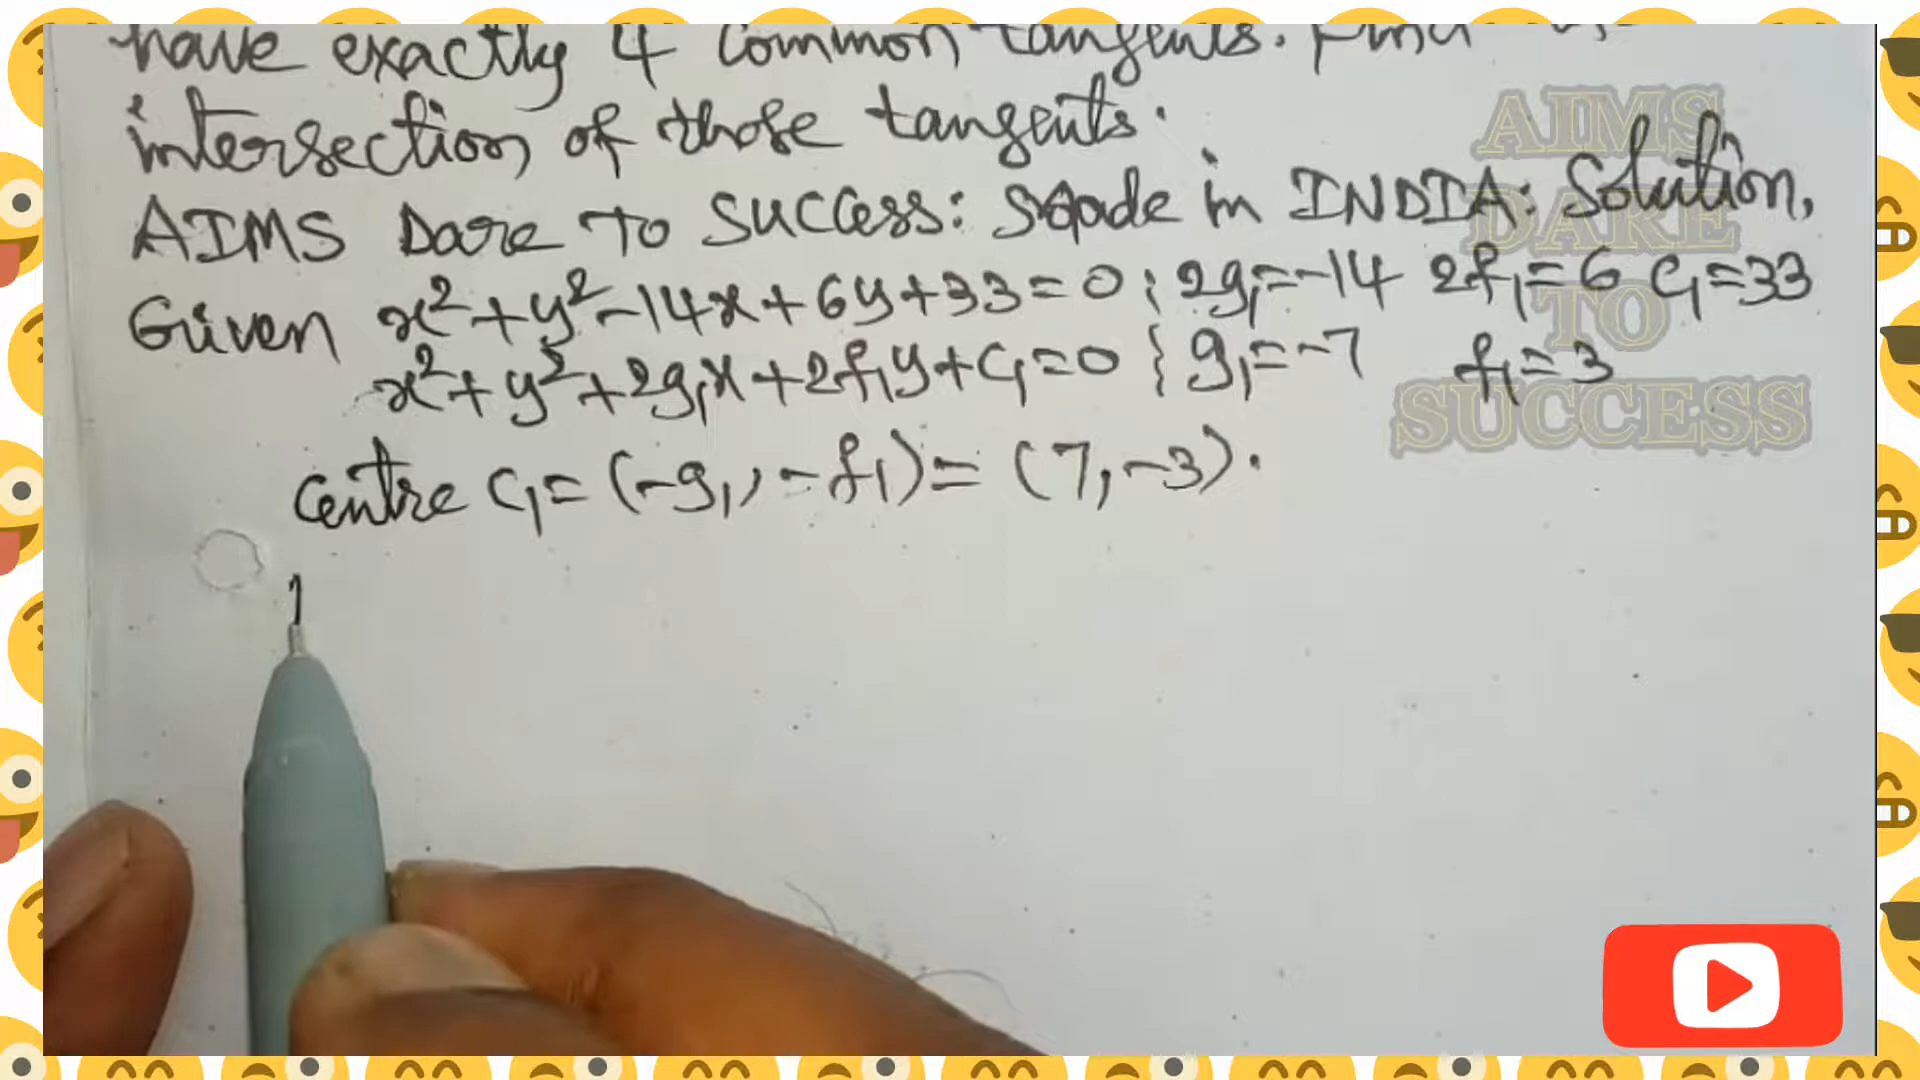 have exactly 4 common tangents. Find
intersection of those tangents.
AIMS Dare To Success: Made in INDIA: Solution,
Given x²+y²-14x+6y+33=0 ; 2g₁=-14 2f₁=6 c₁=33
x²+y²+2g₁x+2f₁y+c₁=0 } g₁=-7 f₁=3
centre C₁=(-g₁,-f₁)=(7,-3).
AIMS
DARE
TO
SUCCESS